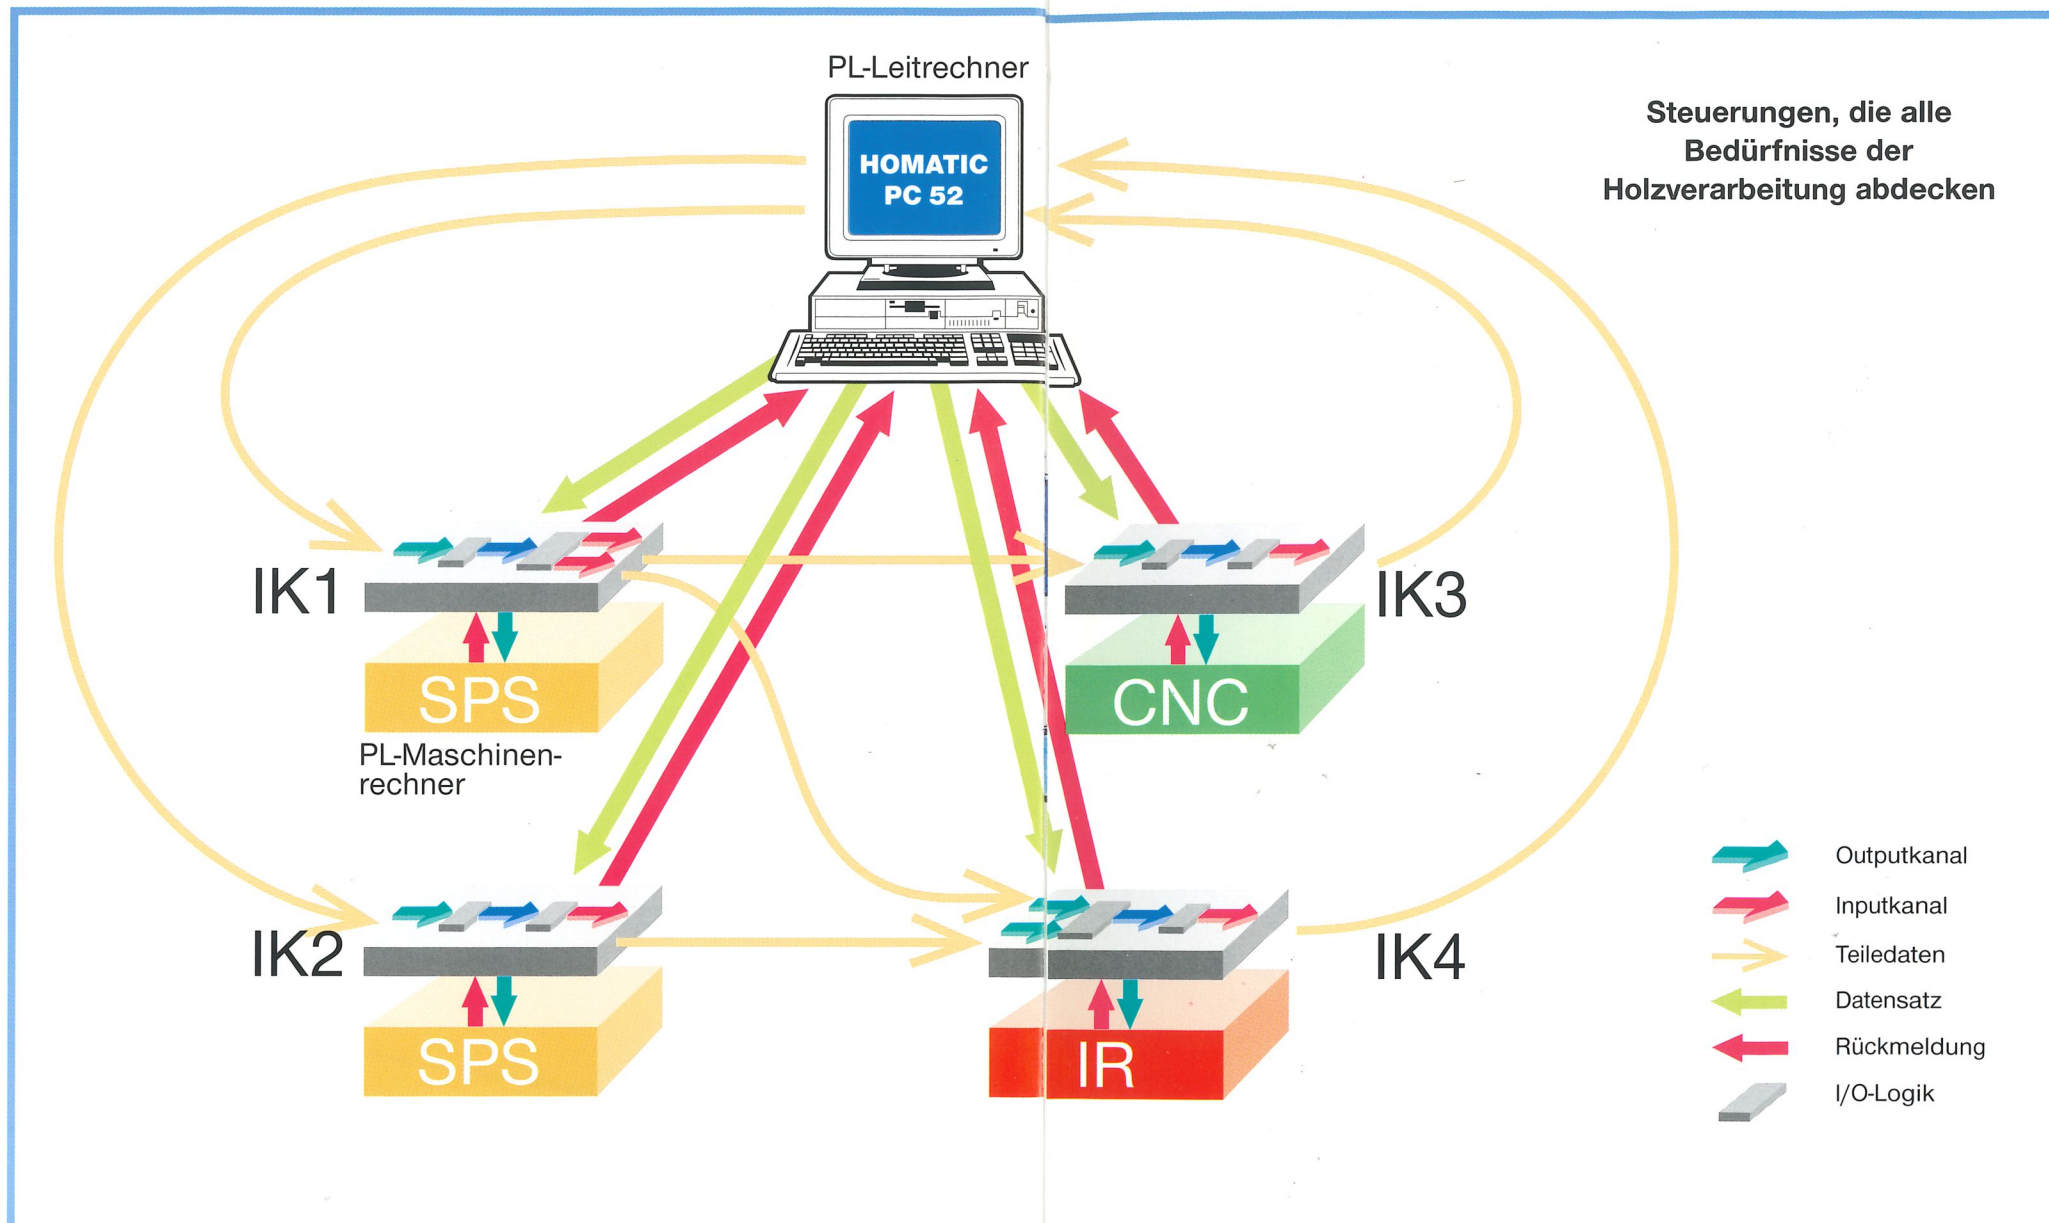 PL-Leitrechner
HOMATIC
PC 52
Steuerungen, die alle
Bedürfnisse der
Holzverarbeitung abdecken
IK1
SPS
PL-Maschinen-
rechner
IK3
CNC
IK2
SPS
IK4
IR
Outputkanal
Inputkanal
Teiledaten
Datensatz
Rückmeldung
I/O-Logik